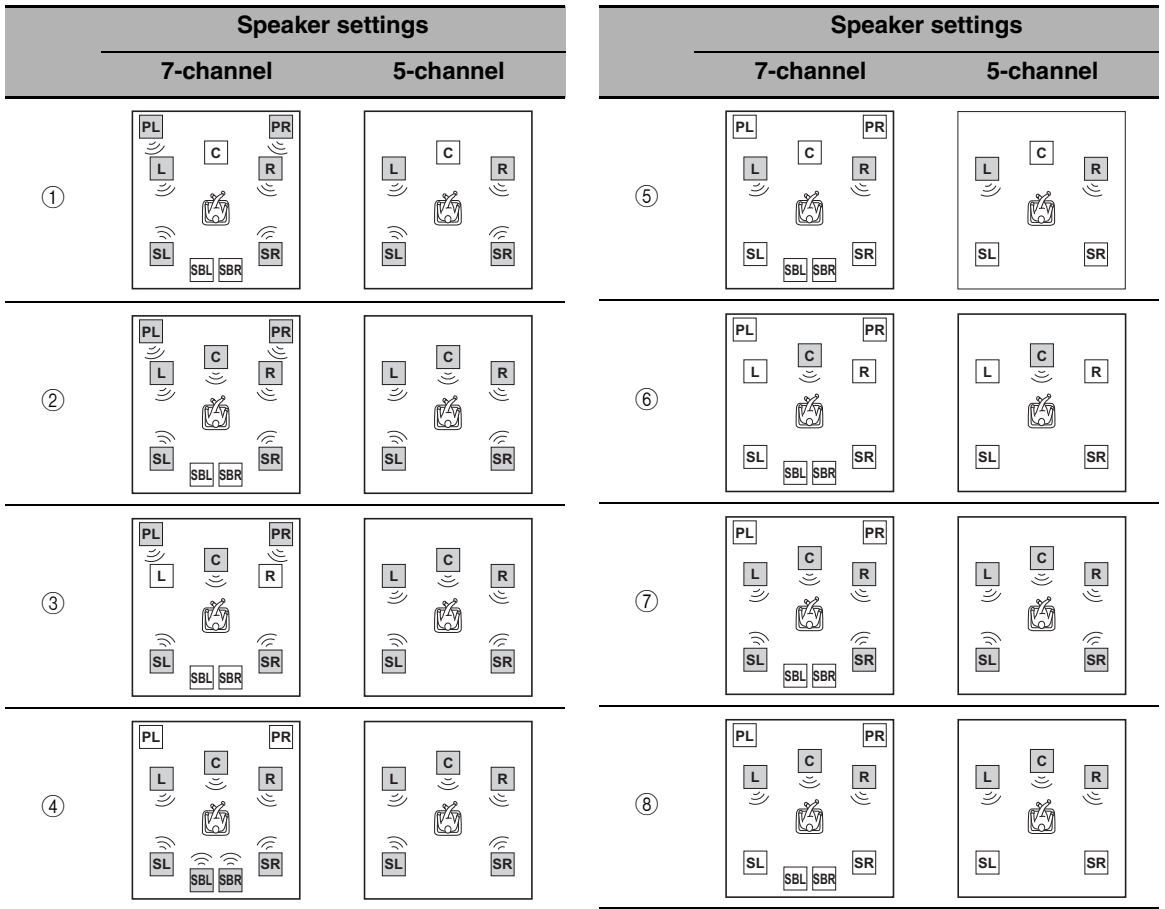 Speaker settings
7-channel 5-channel
①
PL PR
C
L R
SL SR
SBL SBR
C
L R
SL SR
②
PL PR
C
L R
SL SR
SBL SBR
C
L R
SL SR
③
PL PR
C
L R
SL SR
SBL SBR
C
L R
SL SR
④
PL PR
C
L R
SL SR
SBL SBR
C
L R
SL SR
Speaker settings
7-channel 5-channel
⑤
PL PR
C
L R
SL SR
SBL SBR
C
L R
SL SR
⑥
PL PR
C
L R
SL SR
SBL SBR
C
L R
SL SR
⑦
PL PR
C
L R
SL SR
SBL SBR
C
L R
SL SR
⑧
PL PR
C
L R
SL SR
SBL SBR
C
L R
SL SR